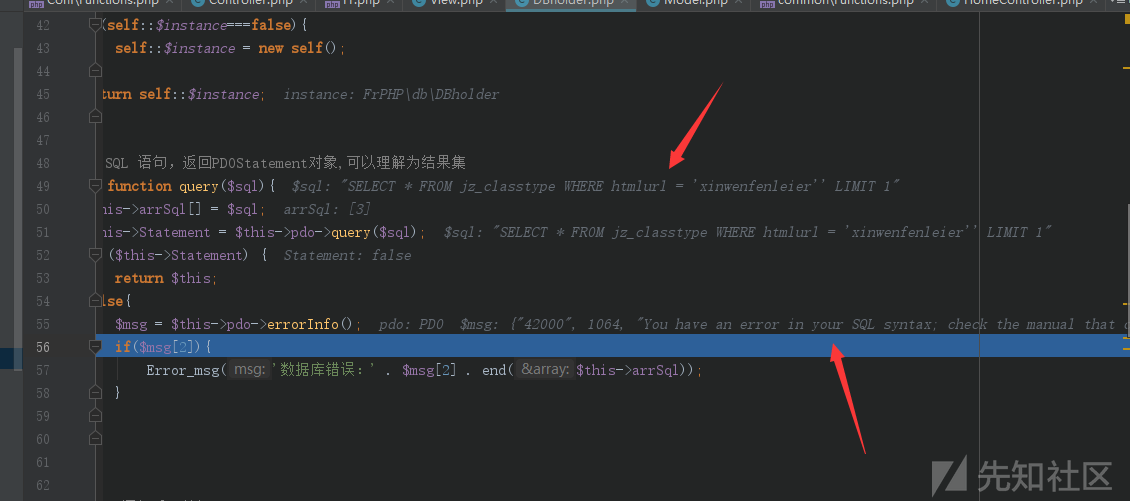 Conf\Functions.php Controller.php Fr.php View.php DBholder.php Model.php common\Functions.php HomeController.php
42 (self::$instance===false){
43 self::$instance = new self();
44
45 turn self::$instance; instance: FrPHP\db\DBholder
46
47
48 SQL 语句，返回PDOStatement对象,可以理解为结果集
49 function query($sql){ $sql: "SELECT * FROM jz_classtype WHERE htmlurl = 'xinwenfenleier'' LIMIT 1"
50 his->arrSql[] = $sql; arrSql: [3]
51 his->Statement = $this->pdo->query($sql); $sql: "SELECT * FROM jz_classtype WHERE htmlurl = 'xinwenfenleier'' LIMIT 1"
52 ($this->Statement) { Statement: false
53 return $this;
54 lse{
55 $msg = $this->pdo->errorInfo(); pdo: PDO $msg: {"42000", 1064, "You have an error in your SQL syntax; check the manual that c
56 if($msg[2]){
57 Error_msg( msg: '数据库错误：' . $msg[2] . end( &array: $this->arrSql));
58 }
59
60
61
62
先知社区